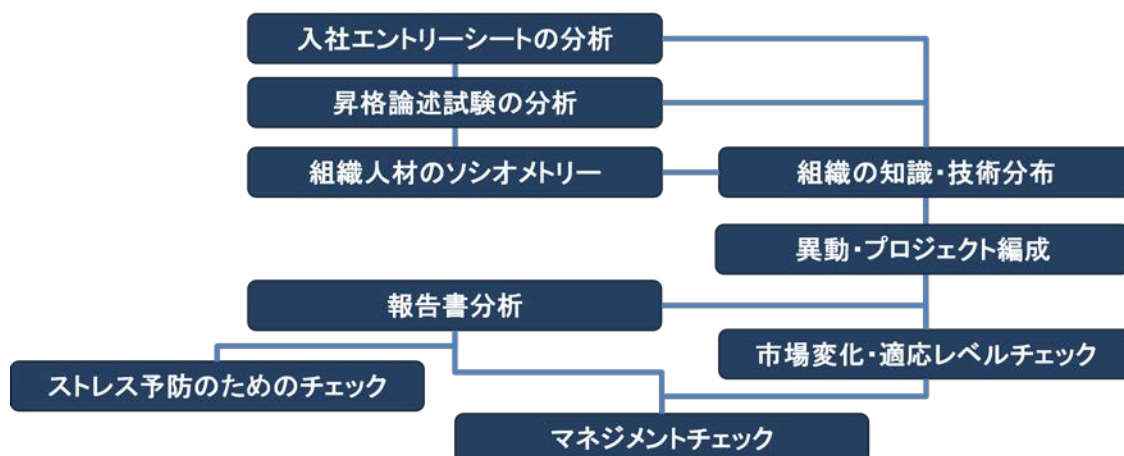 入社エントリーシートの分析
昇格論述試験の分析
組織人材のソシオメトリー
組織の知識・技術分布
異動・プロジェクト編成
報告書分析
市場変化・適応レベルチェック
ストレス予防のためのチェック
マネジメントチェック